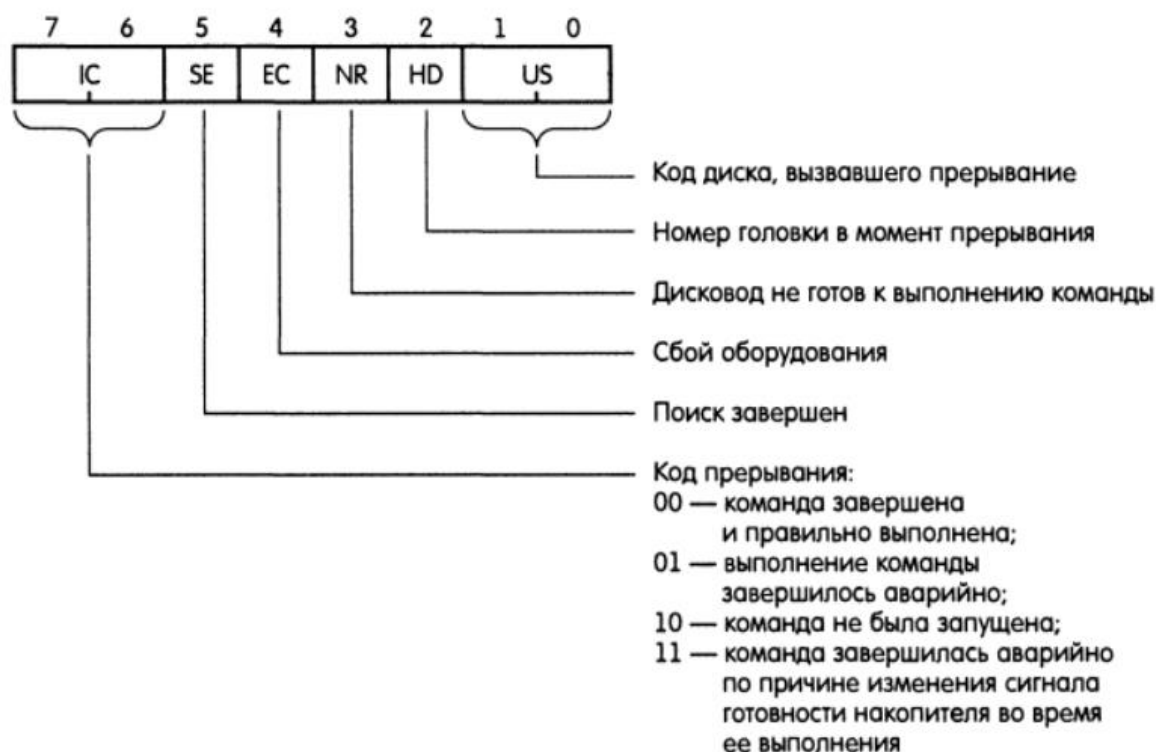 7 6 5 4 3 2 1 0
IC SE EC NR HD US
Код диска, вызвавшего прерывание
Номер головки в момент прерывания
Дисковод не готов к выполнению команды
Сбой оборудования
Поиск завершен
Код прерывания:
00 — команда завершена
и правильно выполнена;
01 — выполнение команды
завершилось аварийно;
10 — команда не была запущена;
11 — команда завершилась аварийно
по причине изменения сигнала
готовности накопителя во время
ее выполнения